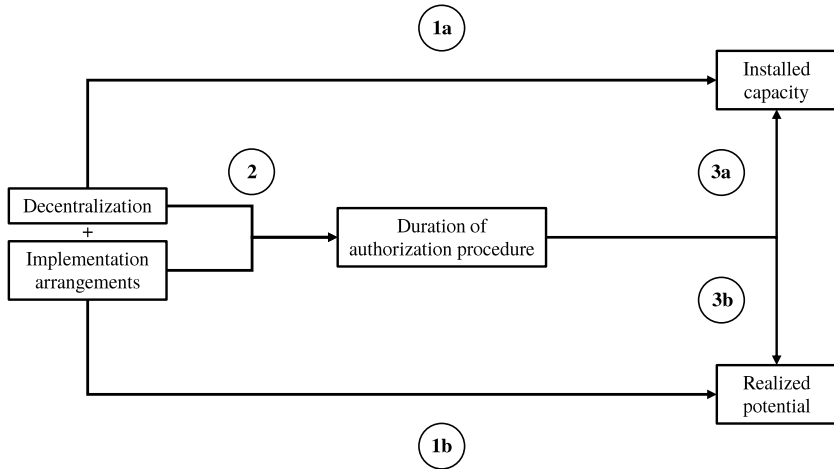 1a
Installed
capacity
2
3a
Decentralization
+
Implementation
arrangements
Duration of
authorization procedure
3b
Realized
potential
1b